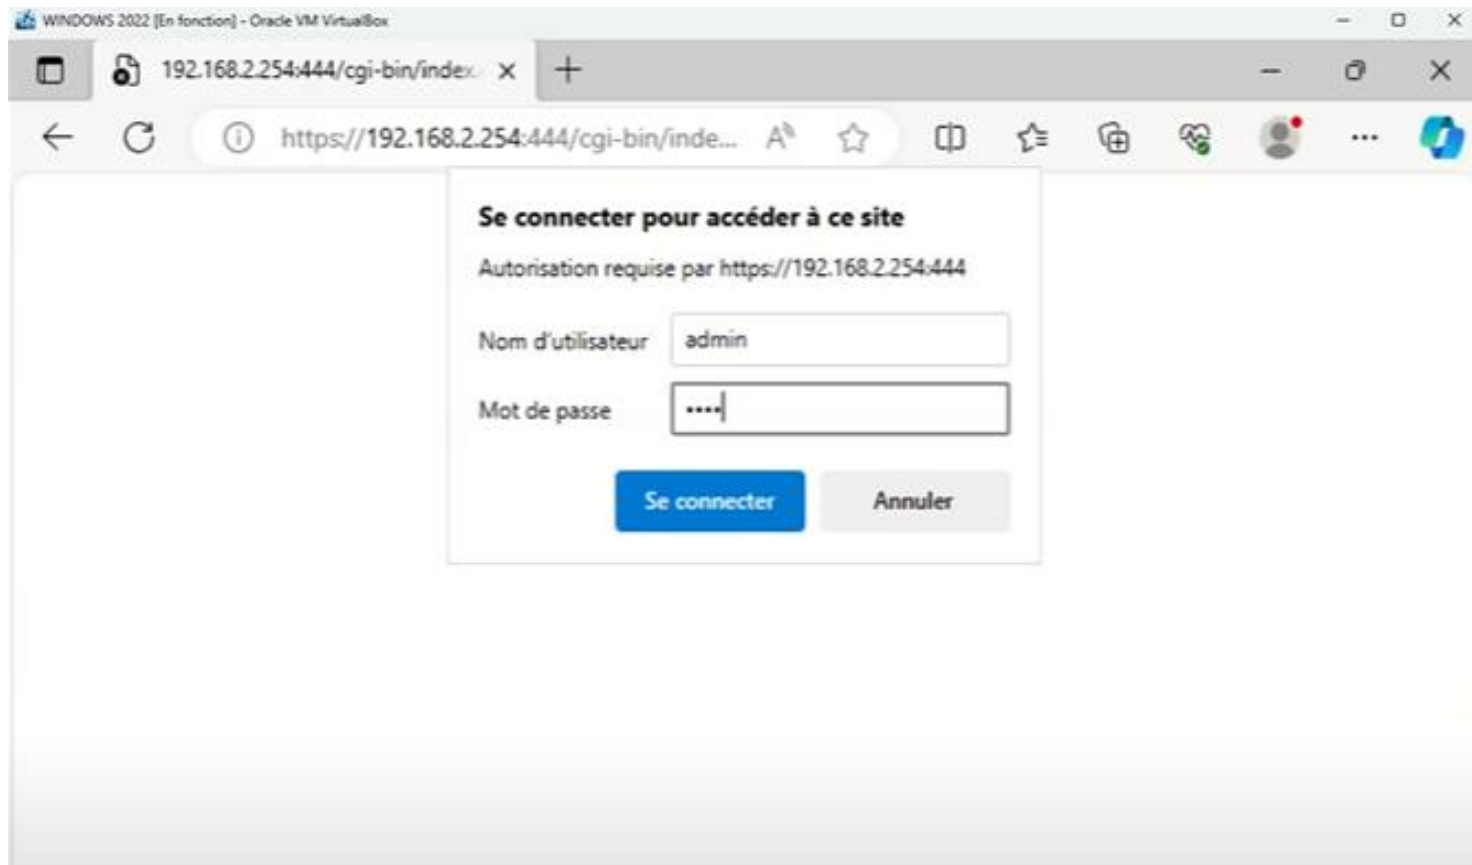 WINDOWS 2022 [En fonction] - Oracle VM VirtualBox
192.168.2.254:444/cgi-bin/index.
https://192.168.2.254:444/cgi-bin/inde...
Se connecter pour accéder à ce site
Autorisation requise par https://192.168.2.254:444
Nom d'utilisateur admin
Mot de passe ••••
Se connecter Annuler